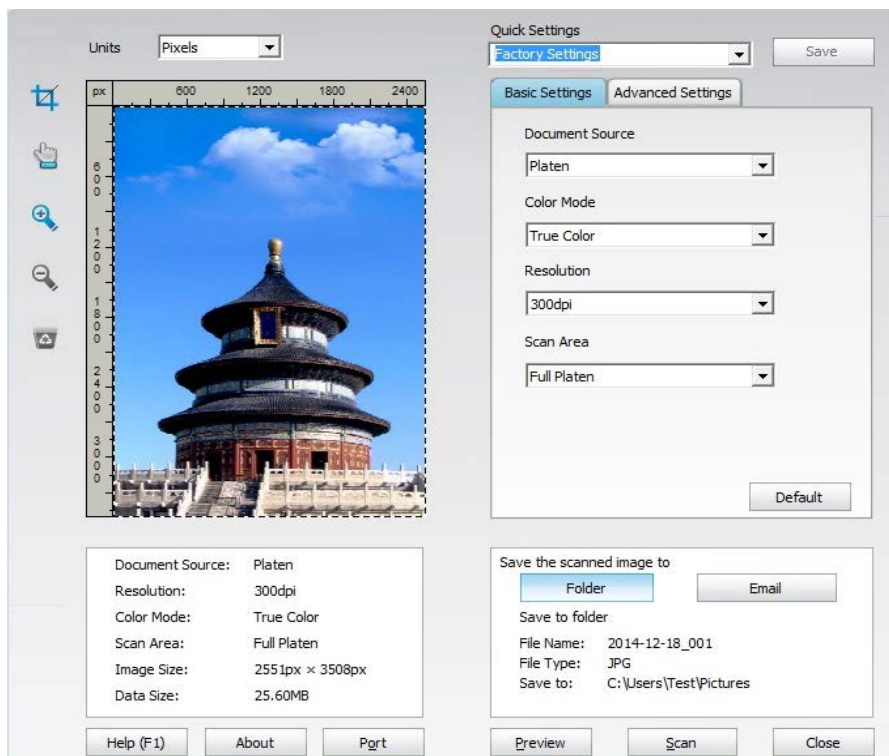 Units Pixels
px 600 1200 1800 2400
600
1200
1800
2400
3000
Quick Settings
Factory Settings
Save
Basic Settings Advanced Settings
Document Source
Platen
Color Mode
True Color
Resolution
300dpi
Scan Area
Full Platen
Default
Document Source: Platen
Resolution: 300dpi
Color Mode: True Color
Scan Area: Full Platen
Image Size: 2551px × 3508px
Data Size: 25.60MB
Save the scanned image to
Folder Email
Save to folder
File Name: 2014-12-18_001
File Type: JPG
Save to: C:\Users\Test\Pictures
Help (F1) About Port
Preview Scan Close